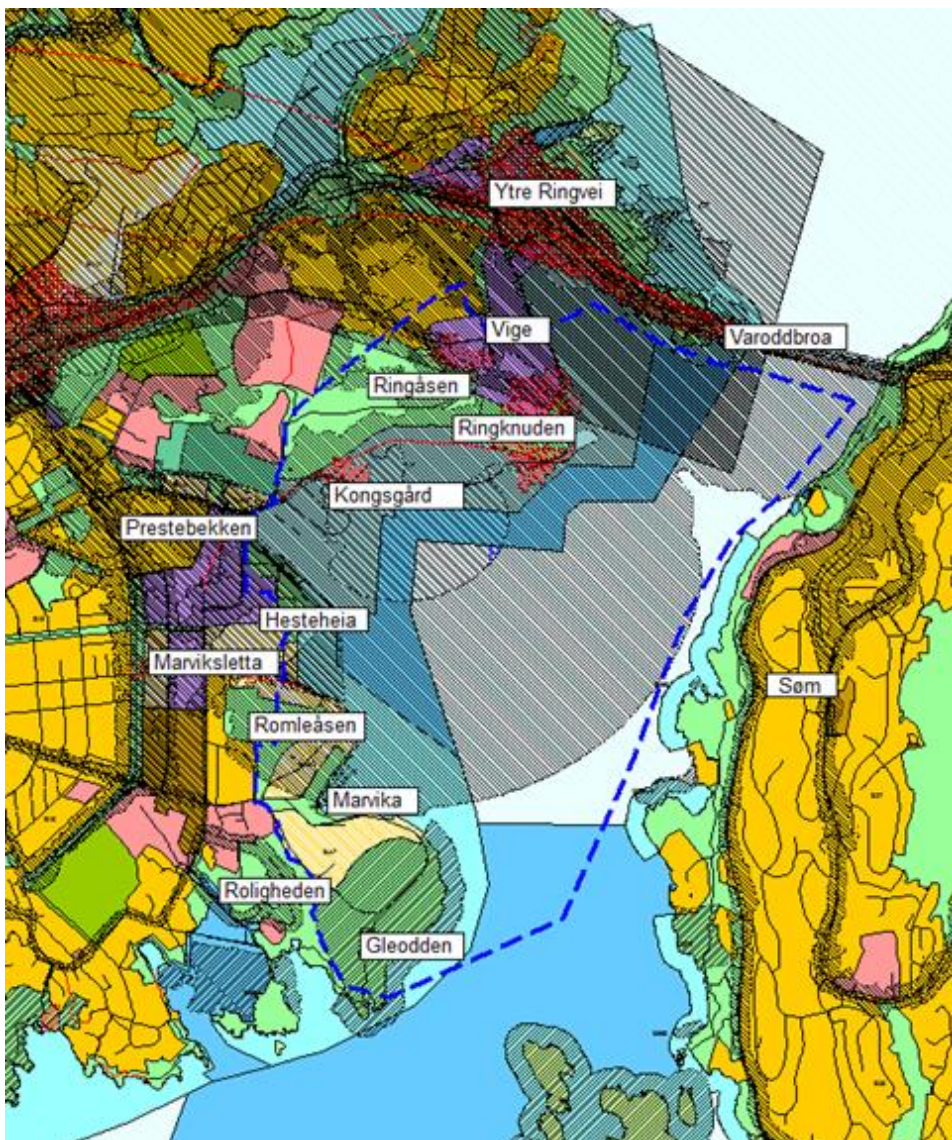 Ytre Ringvei
Vige
Varoddbroa
Ringåsen
Ringknuden
Kongsgård
Prestebekken
Hesteheia
Marviksletta
Søm
Romleåsen
Marvika
Roligheden
Gleodden